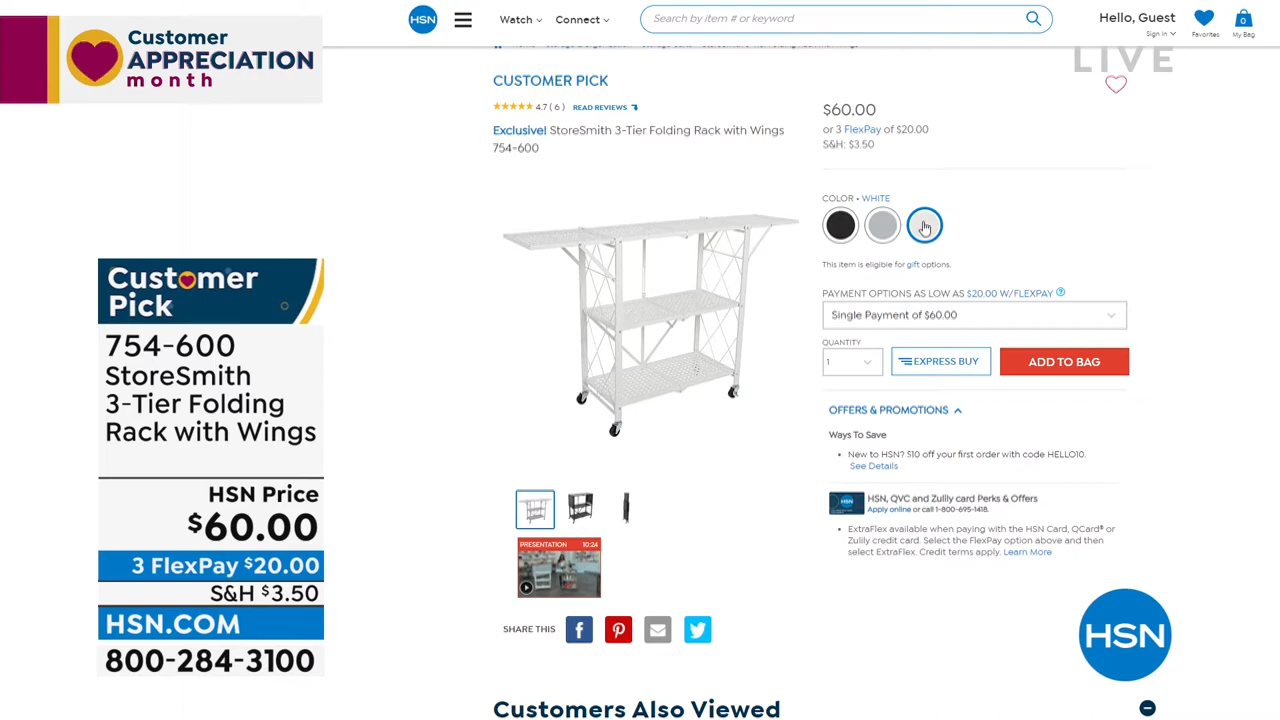 Customer
APPRECIATION
month
HSN
Watch
Connect
Search by item # or keyword
Hello, Guest
Sign in
Favorites
0
My Bag
LIVE
CUSTOMER PICK
4.7 ( 6 ) READ REVIEWS
Exclusive! StoreSmith 3-Tier Folding Rack with Wings
754-600
$60.00
or 3 FlexPay of $20.00
S&H: $3.50
COLOR • WHITE
This item is eligible for gift options.
PAYMENT OPTIONS AS LOW AS $20.00 W/FLEXPAY
Single Payment of $60.00
QUANTITY
1
EXPRESS BUY
ADD TO BAG
OFFERS & PROMOTIONS
Ways To Save
• New to HSN? $10 off your first order with code HELLO10.
See Details
HSN, QVC and Zulily card Perks & Offers
Apply online or call 1-800-695-1418.
• ExtraFlex available when paying with the HSN Card, QCard® or
Zulily credit card. Select the FlexPay option above and then
select ExtraFlex. Credit terms apply. Learn More
PRESENTATION 10:24
SHARE THIS
Customers Also Viewed
Customer
Pick
754-600
StoreSmith
3-Tier Folding
Rack with Wings
HSN Price
$60.00
3 FlexPay $20.00
S&H $3.50
HSN.COM
800-284-3100
HSN